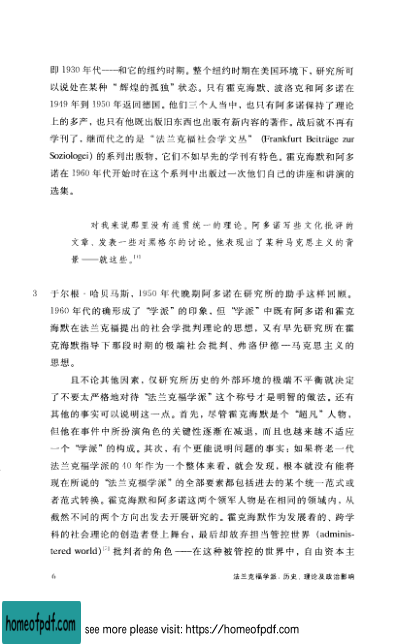 即 1930 年代——和它的纽约时期。整个纽约时期在美国环境下，研究所可
以说处在某种“辉煌的孤独”状态。只有霍克海默、波洛克和阿多诺在
1949 年到 1950 年返回德国。他们三个人当中，也只有阿多诺保持了理论
上的多产，也只有他既出版旧东西也出版有新内容的著作。战后就不再有
学刊了，继而代之的是“法兰克福社会学文丛” (Frankfurt Beiträge zur
Soziologei) 的系列出版物，它们不如早先的学刊有特色。霍克海默和阿多
诺在 1960 年代开始时在这个系列中出版过一次他们自己的讲座和讲演的
选集。
对我来说那里没有连贯统一的理论。阿多诺写些文化批评的
文章，发表一些对黑格尔的讨论。他表现出了某种马克思主义的背
景——就这些。[1]
3 于尔根·哈贝马斯，1950 年代晚期阿多诺在研究所的助手这样回顾。
1960 年代的确形成了“学派”的印象，但“学派”中既有阿多诺和霍克
海默在法兰克福提出的社会学批判理论的思想，又有早先研究所在霍
克海默指导下那段时期的极端社会批判、弗洛伊德—马克思主义的
思想。
且不论其他因素，仅研究所历史的外部环境的极端不平衡就决定
了不要太严格地对待“法兰克福学派”这个称号才是明智的做法。还有
其他的事实可以说明这一点。首先，尽管霍克海默是个“超凡”人物，
但他在事件中所扮演角色的关键性逐渐在减退，而且也越来越不适应
一个“学派”的构成。其次，有个更能说明问题的事实：如果将老一代
法兰克福学派的 40 年作为一个整体来看，就会发现，根本就没有能将
现在所说的“法兰克福学派”的全部要素都包括进去的某个统一范式或
者范式转换。霍克海默和阿多诺这两个领军人物是在相同的领域内，从
截然不同的两个方向出发去开展研究的。霍克海默作为发展着的、跨学
科的社会理论的创造者登上舞台，最后却放弃担当管控世界 (adminis-
tered world)[2] 批判者的角色——在这种被管控的世界中，自由资本主
6 法兰克福学派：历史、理论及政治影响
homeofpdf.com see more please visit: https://homeofpdf.com